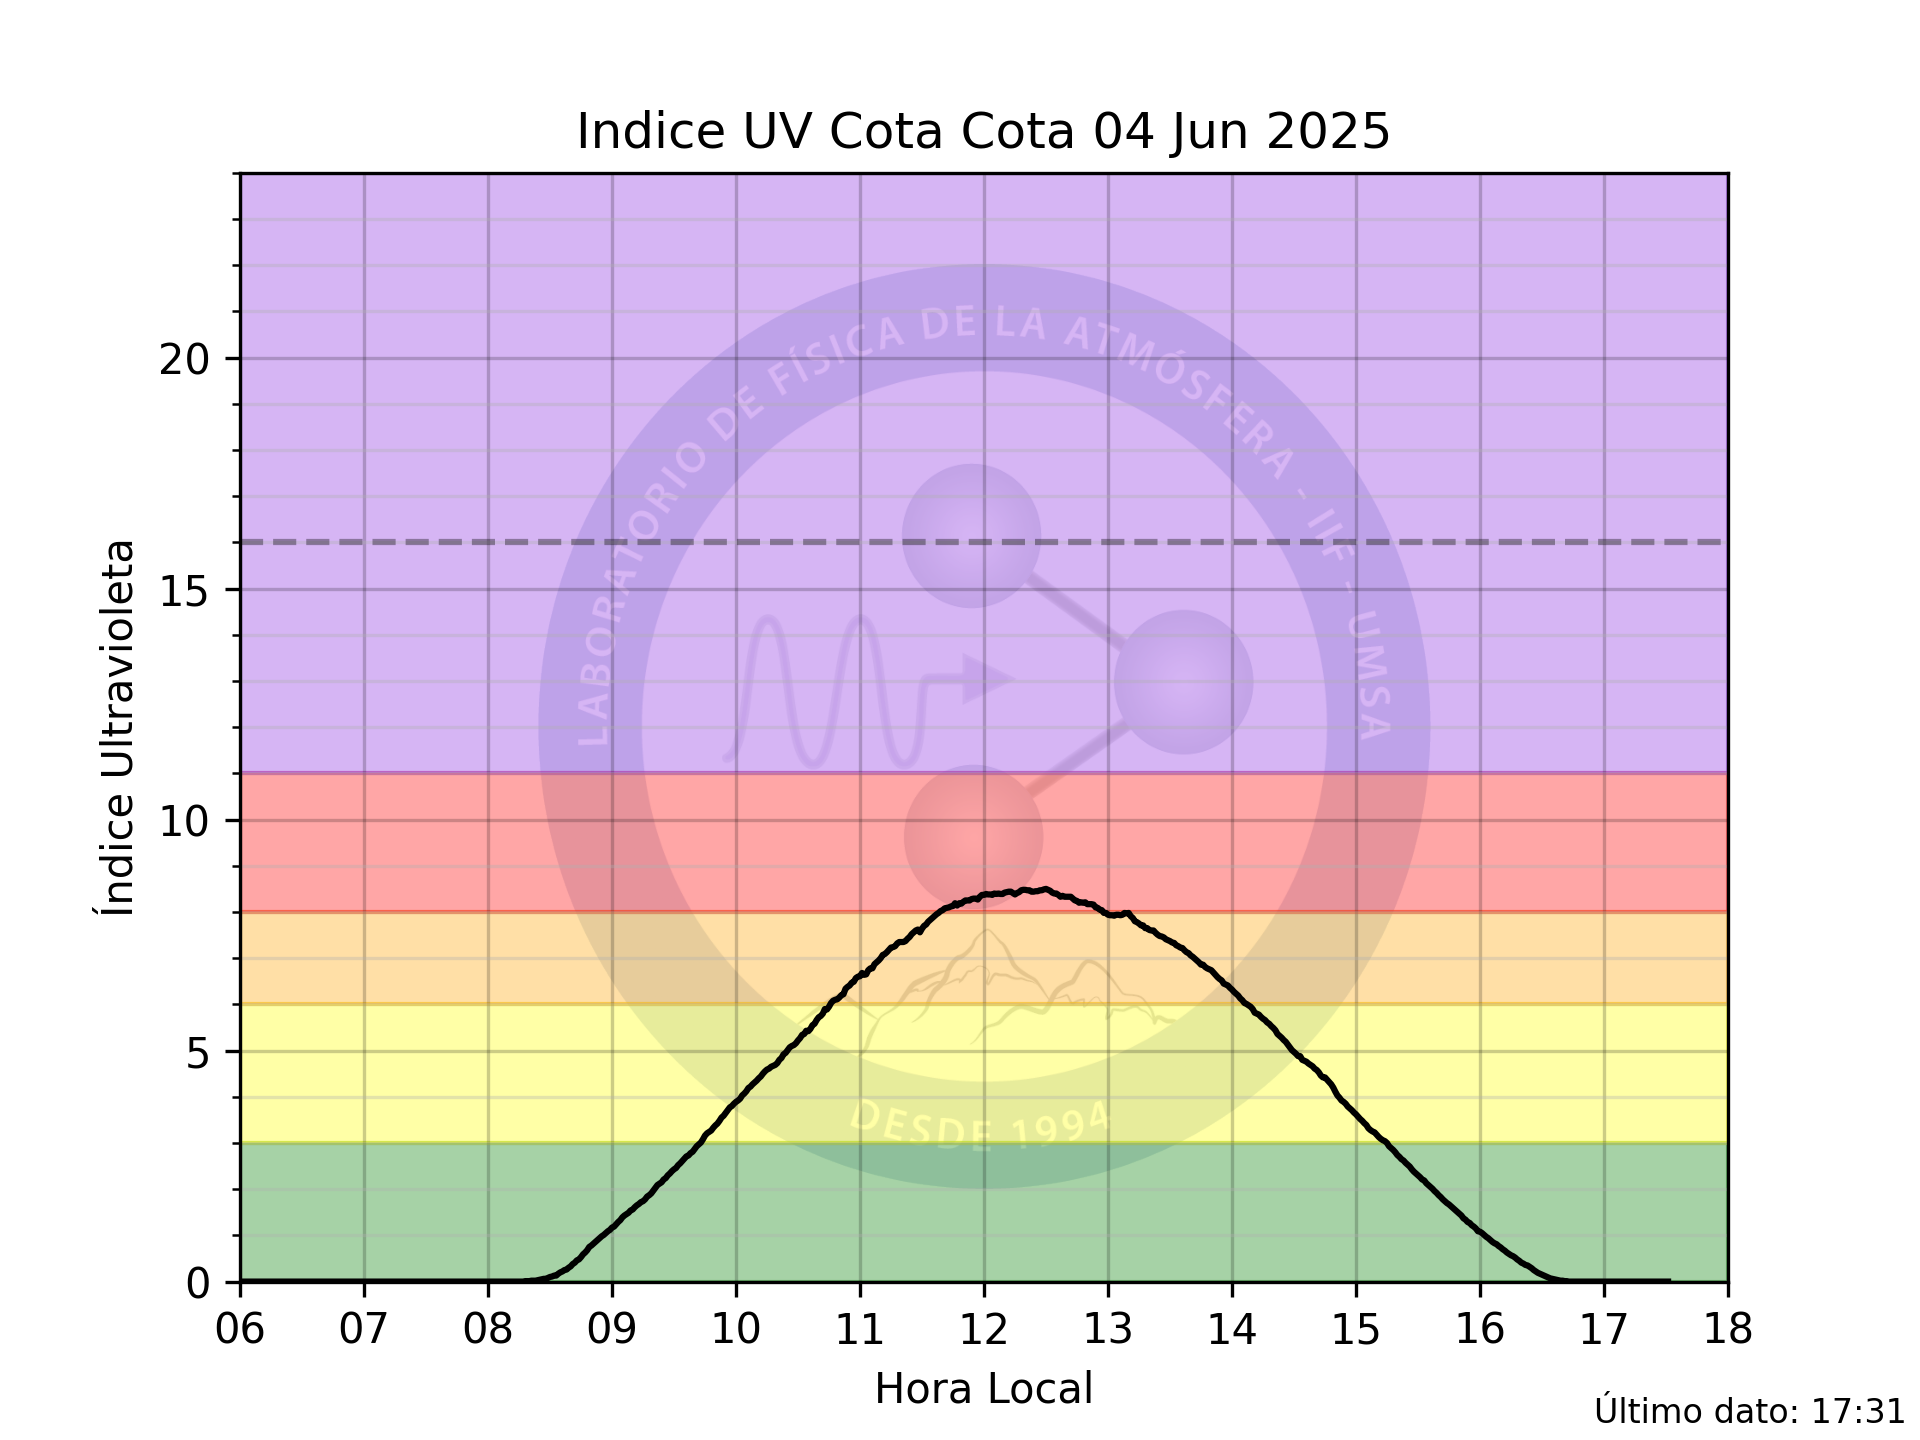 Indice UV Cota Cota 04 Jun 2025
Índice Ultravioleta
20
15
10
5
0
LABORATORIO DE FÍSICA DE LA ATMÓSFERA - IIF - UMSA
DESDE 1994
06 07 08 09 10 11 12 13 14 15 16 17 18
Hora Local
Último dato: 17:31